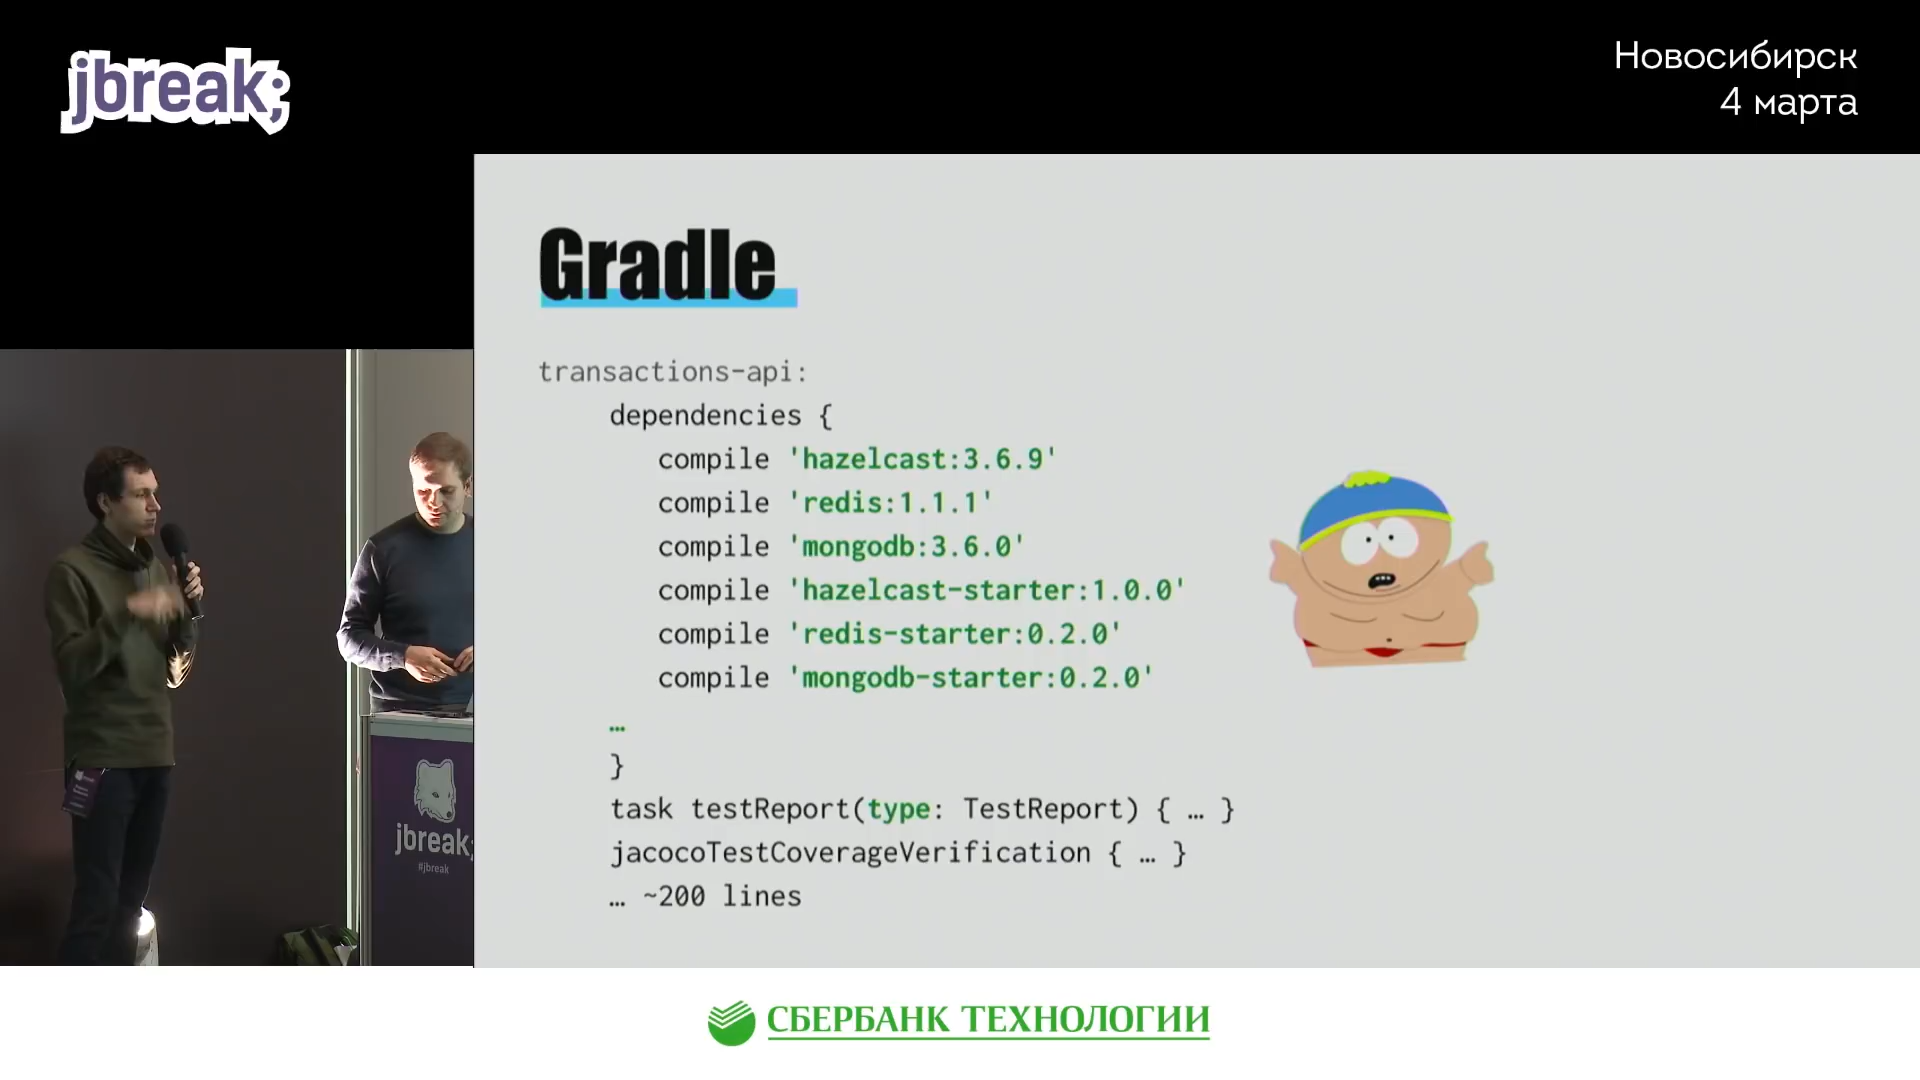 jbreak;
Новосибирск
4 марта
Gradle
transactions-api:
dependencies {
compile 'hazelcast:3.6.9'
compile 'redis:1.1.1'
compile 'mongodb:3.6.0'
compile 'hazelcast-starter:1.0.0'
compile 'redis-starter:0.2.0'
compile 'mongodb-starter:0.2.0'
…
}
task testReport(type: TestReport) { … }
jacocoTestCoverageVerification { … }
… ~200 lines
jbreak;
#jbreak
СБЕРБАНК ТЕХНОЛОГИИ